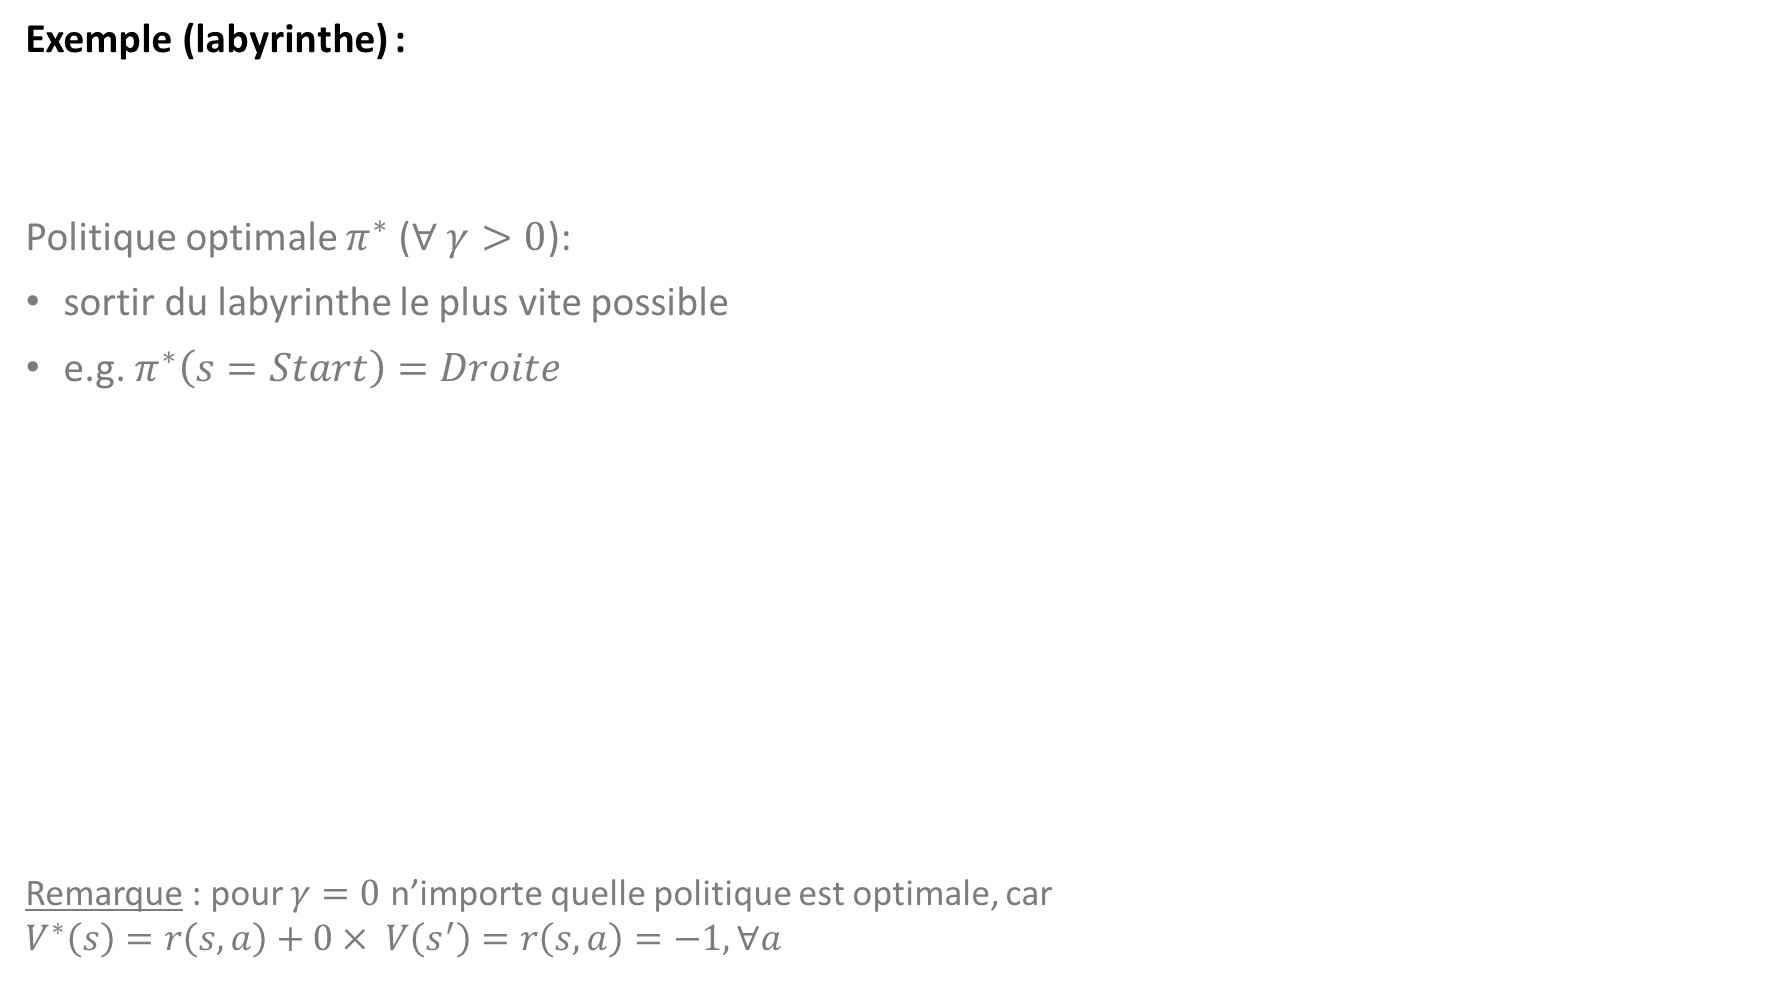 Exemple (labyrinthe) :
Politique optimale π* (∀ γ > 0):
• sortir du labyrinthe le plus vite possible
• e.g. π*(s = Start) = Droite
Remarque : pour γ = 0 n’importe quelle politique est optimale, car
V*(s) = r(s, a) + 0 × V(s′) = r(s, a) = −1, ∀a